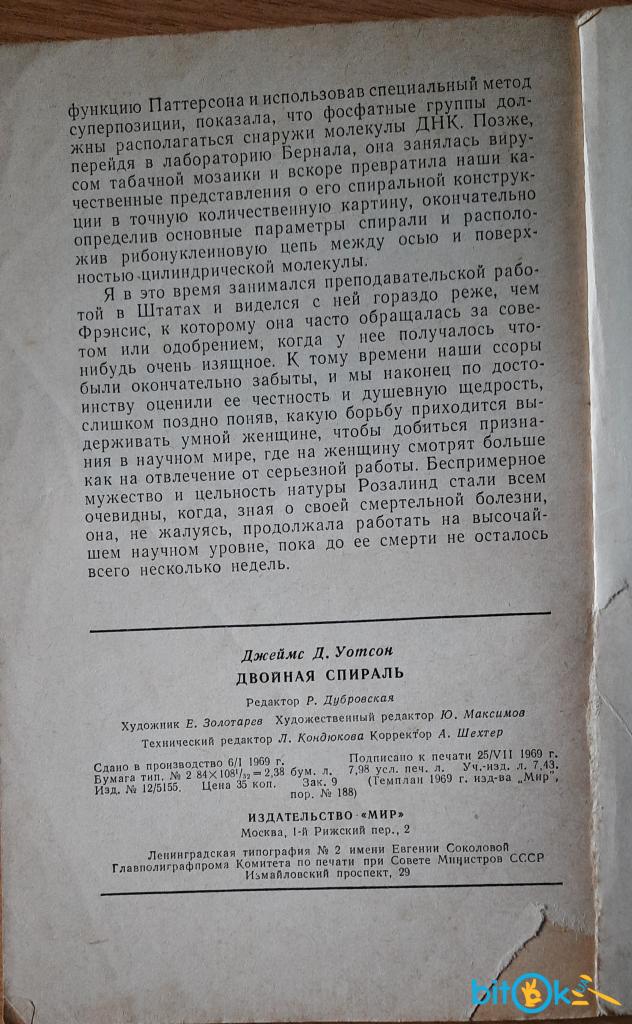 функцию Паттерсона и использовав специальный метод
суперпозиции, показала, что фосфатные группы дол-
жны располагаться снаружи молекулы ДНК. Позже,
перейдя в лабораторию Бернала, она занялась виру-
сом табачной мозаики и вскоре превратила наши ка-
чественные представления о его спиральной конструк-
ции в точную количественную картину, окончательно
определив основные параметры спирали и располо-
жив рибонуклеиновую цепь между осью и поверх-
ностью цилиндрической молекулы.
Я в это время занимался преподавательской рабо-
той в Штатах и виделся с ней гораздо реже, чем
Фрэнсис, к которому она часто обращалась за сове-
том или одобрением, когда у нее получалось что-
нибудь очень изящное. К тому времени наши ссоры
были окончательно забыты, и мы наконец по досто-
инству оценили ее честность и душевную щедрость,
слишком поздно поняв, какую борьбу приходится вы-
держивать умной женщине, чтобы добиться призна-
ния в научном мире, где на женщину смотрят больше
как на отвлечение от серьезной работы. Беспримерное
мужество и цельность натуры Розалинд стали всем
очевидны, когда, зная о своей смертельной болезни,
она, не жалуясь, продолжала работать на высочай-
шем научном уровне, пока до ее смерти не осталось
всего несколько недель.
Джеймс Д. Уотсон
ДВОЙНАЯ СПИРАЛЬ
Редактор Р. Дубровская
Художник Е. Золотарев Художественный редактор Ю. Максимов
Технический редактор Л. Кондюкова Корректор А. Шехтер
Сдано в производство 6/I 1969 г. Подписано к печати 25/VII 1969 г.
Бумага тип. № 2 84×108¹/₃₂=2,38 бум. л. 7,98 усл. печ. л. Уч.-изд. л. 7,43.
Изд. № 12/5155. Цена 35 коп. Зак. 9 (Темплан 1969 г. изд-ва „Мир",
пор. № 188)
ИЗДАТЕЛЬСТВО «МИР»
Москва, 1-й Рижский пер., 2
Ленинградская типография № 2 имени Евгении Соколовой
Главполиграфпрома Комитета по печати при Совете Министров СССР
Измайловский проспект, 29
bitOk